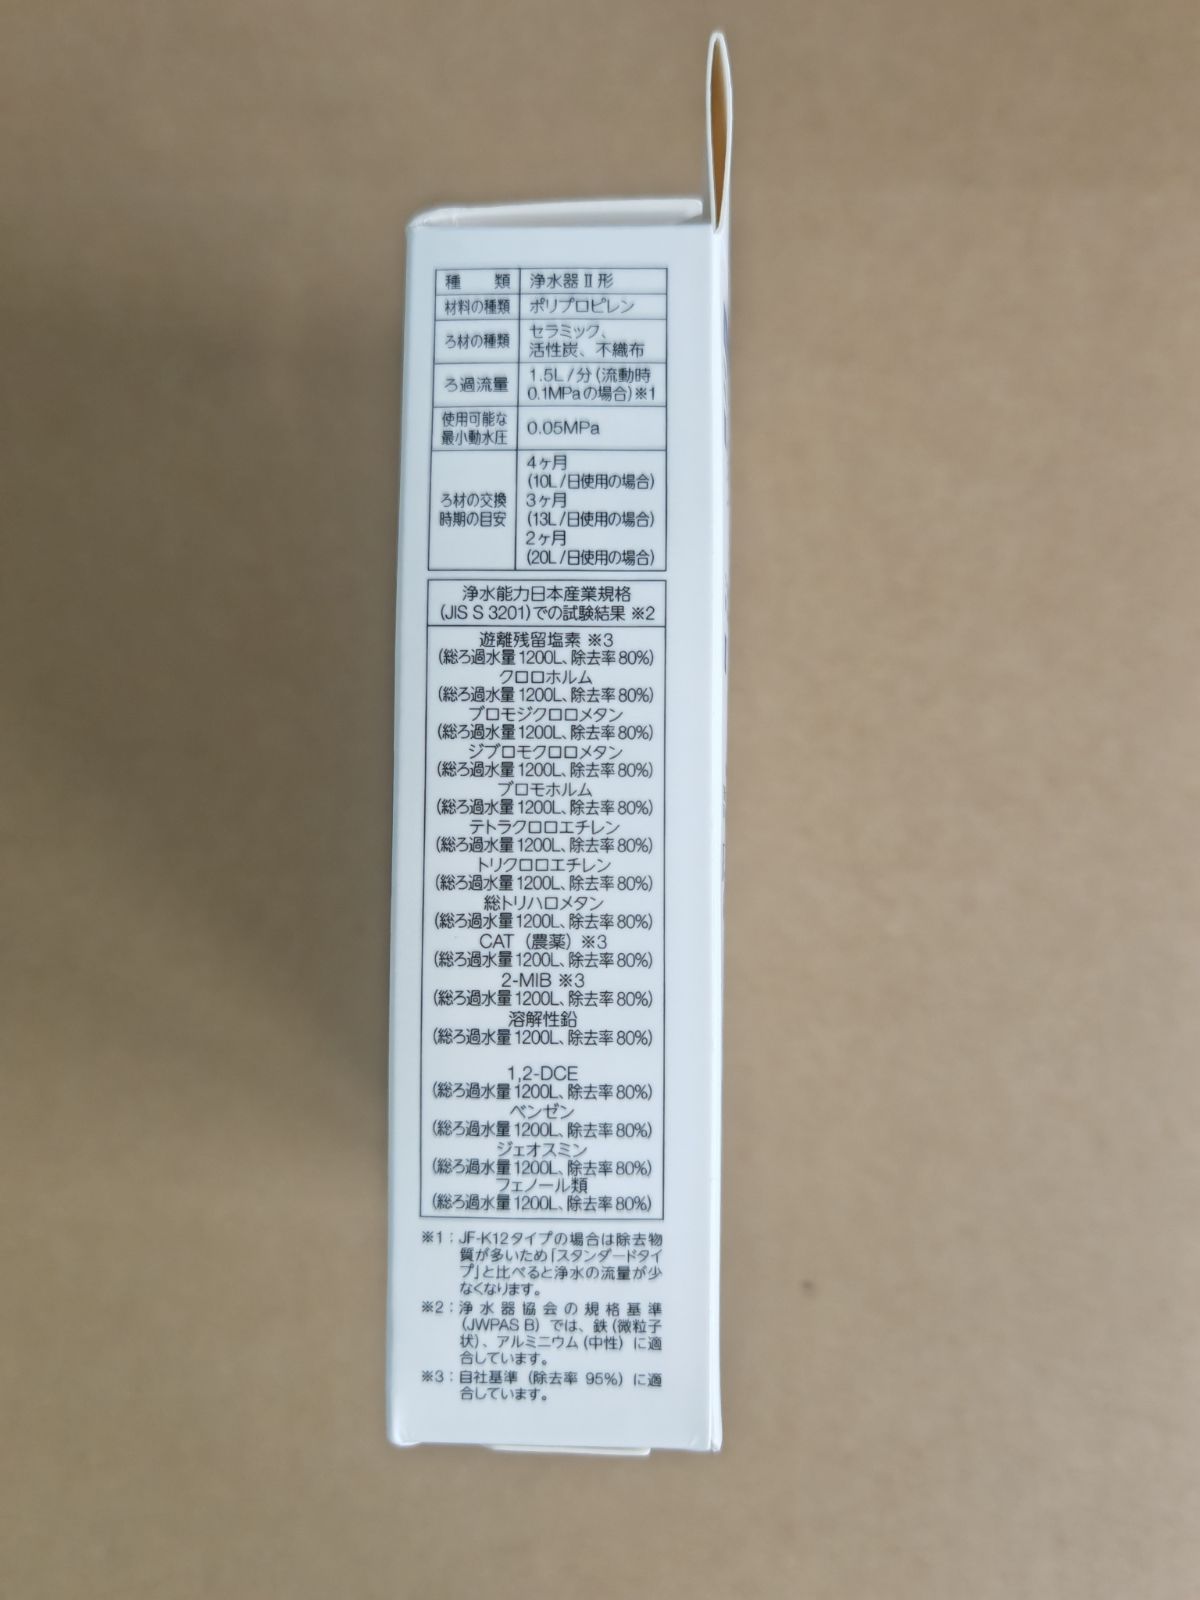 種 類 浄水器Ⅱ形
材料の種類 ポリプロピレン
ろ材の種類 セラミック、
活性炭、不織布
ろ過流量 1.5L/分(流動時
0.1MPaの場合)※1
使用可能な
最小動水圧 0.05MPa
ろ材の交換
時期の目安
4ヶ月
(10L/日使用の場合)
3ヶ月
(13L/日使用の場合)
2ヶ月
(20L/日使用の場合)
浄水能力日本産業規格
(JIS S 3201)での試験結果 ※2
遊離残留塩素 ※3
(総ろ過水量1200L、除去率80%)
クロロホルム
(総ろ過水量1200L、除去率80%)
ブロモジクロロメタン
(総ろ過水量1200L、除去率80%)
ジブロモクロロメタン
(総ろ過水量1200L、除去率80%)
ブロモホルム
(総ろ過水量1200L、除去率80%)
テトラクロロエチレン
(総ろ過水量1200L、除去率80%)
トリクロロエチレン
(総ろ過水量1200L、除去率80%)
総トリハロメタン
(総ろ過水量1200L、除去率80%)
CAT(農薬)※3
(総ろ過水量1200L、除去率80%)
2-MIB ※3
(総ろ過水量1200L、除去率80%)
溶解性鉛
(総ろ過水量1200L、除去率80%)
1,2-DCE
(総ろ過水量1200L、除去率80%)
ベンゼン
(総ろ過水量1200L、除去率80%)
ジェオスミン
(総ろ過水量1200L、除去率80%)
フェノール類
(総ろ過水量1200L、除去率80%)
※1：JF-K12タイプの場合は除去物
質が多いため「スタンダードタイ
プ」と比べると浄水の流量が少
なくなります。
※2：浄水器協会の規格基準
(JWPAS B)では、鉄(微粒子
状)、アルミニウム(中性)に適
合しています。
※3：自社基準(除去率 95%)に適
合しています。